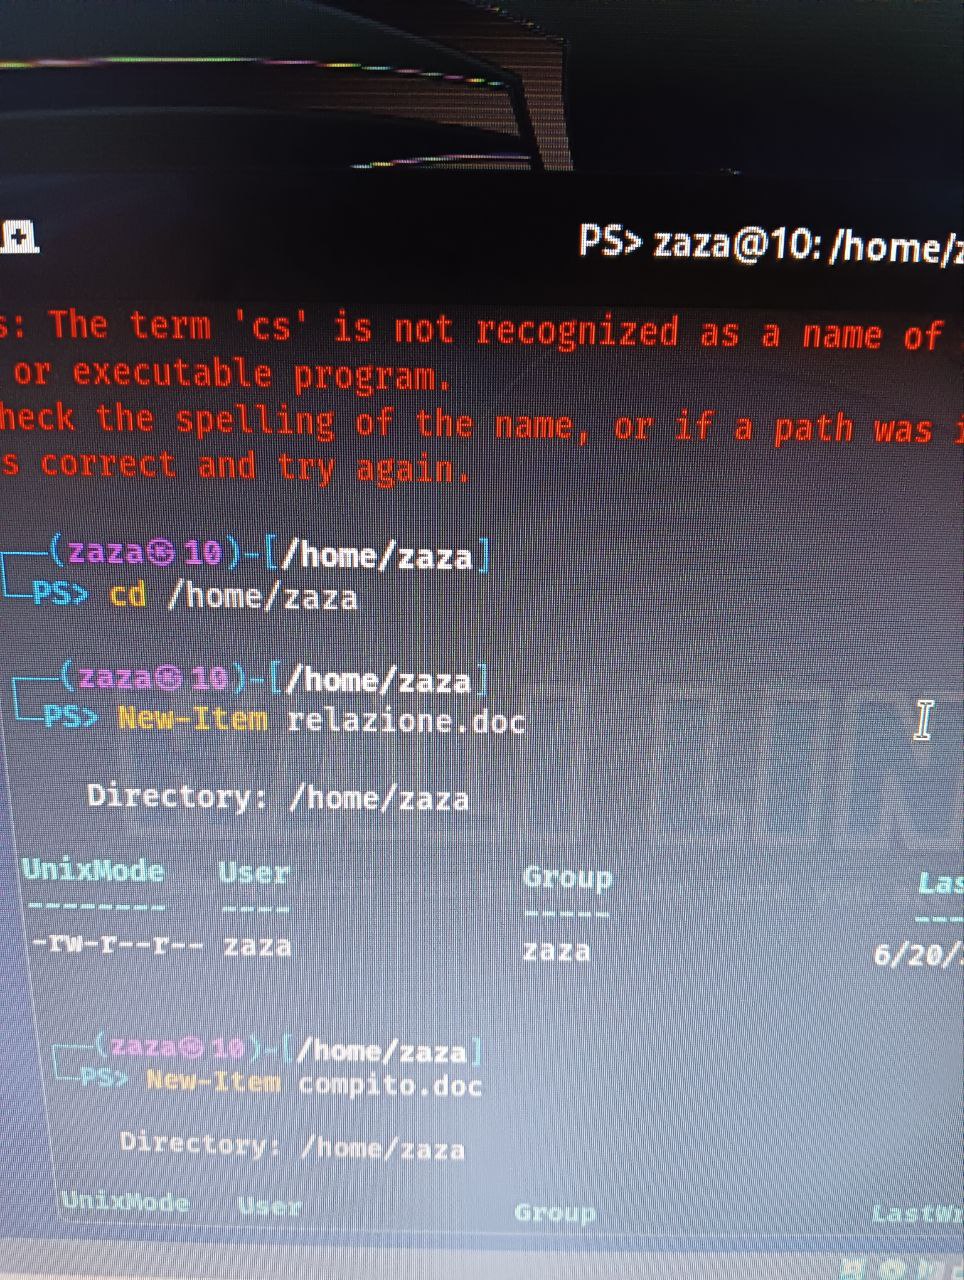 PS> zaza@10: /home/
s: The term 'cs' is not recognized as a name of
or executable program.
heck the spelling of the name, or if a path was i
s correct and try again.
(zaza㉿10)-[/home/zaza]
PS> cd /home/zaza
(zaza㉿10)-[/home/zaza]
PS> New-Item relazione.doc
Directory: /home/zaza
UnixMode User Group Las
-------- ---- ----- ---
-rw-r--r-- zaza zaza 6/20/
(zaza㉿10)-[/home/zaza]
PS> New-Item compito.doc
Directory: /home/zaza
UnixMode User Group LastW